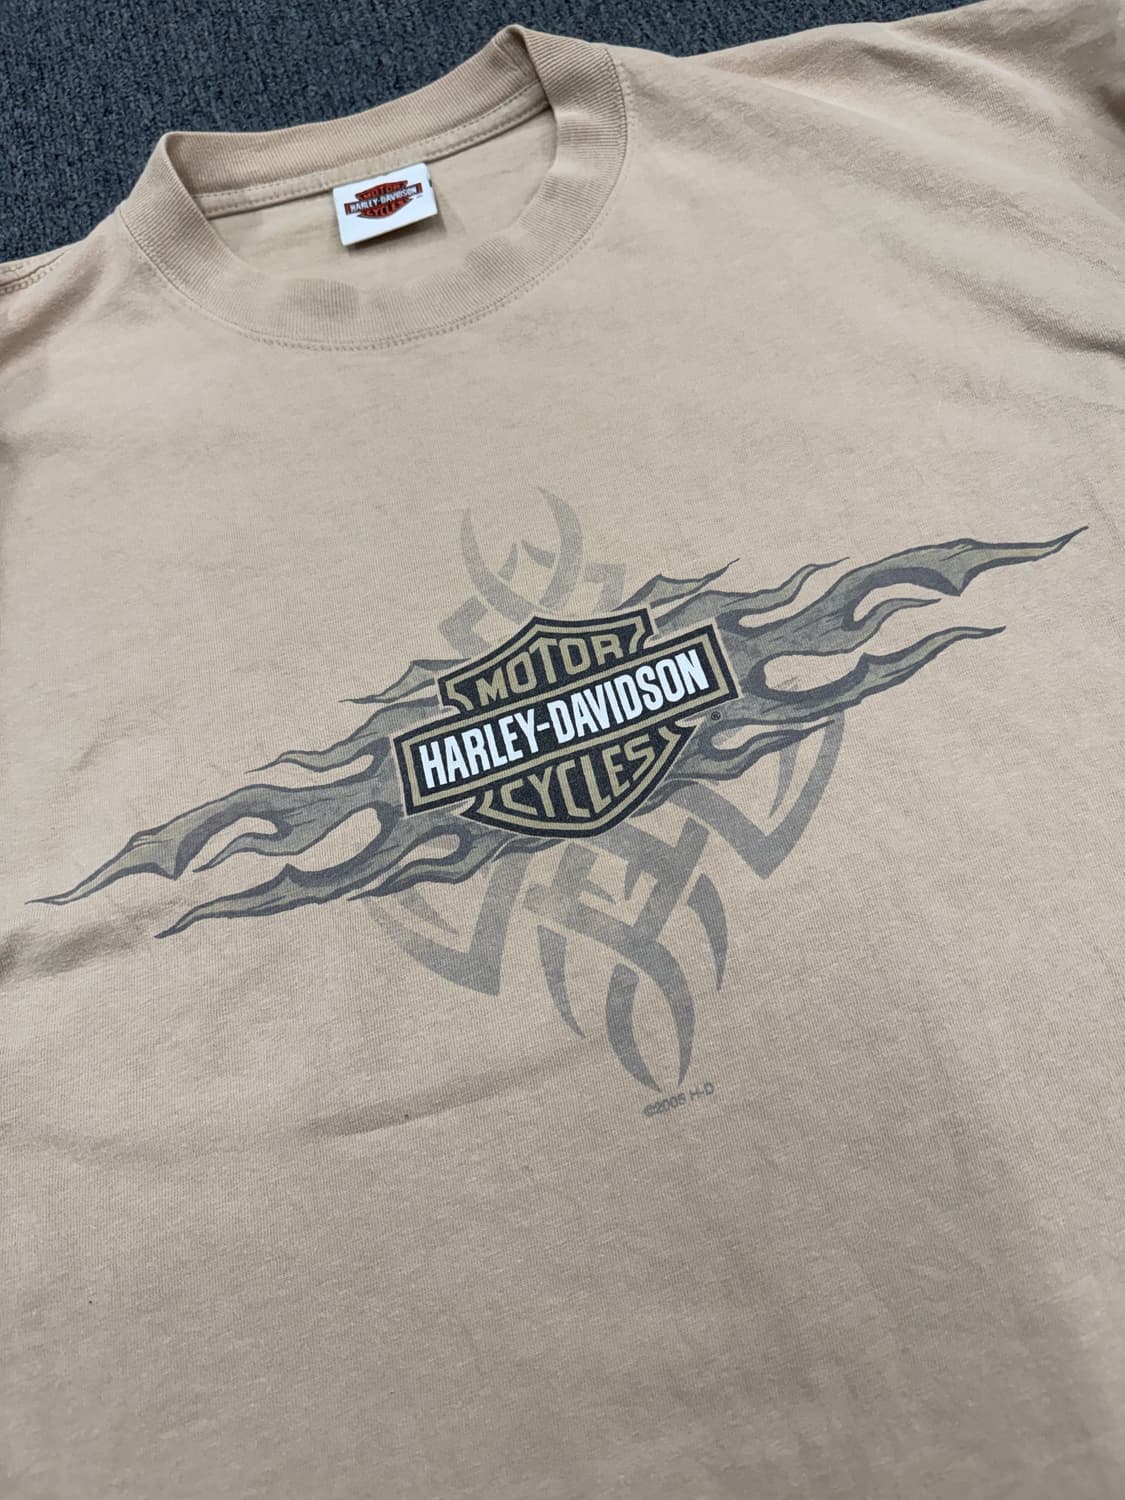 MOTOR
HARLEY-DAVIDSON
CYCLES
MOTOR
HARLEY-DAVIDSON
®
CYCLES
©2005 H-D